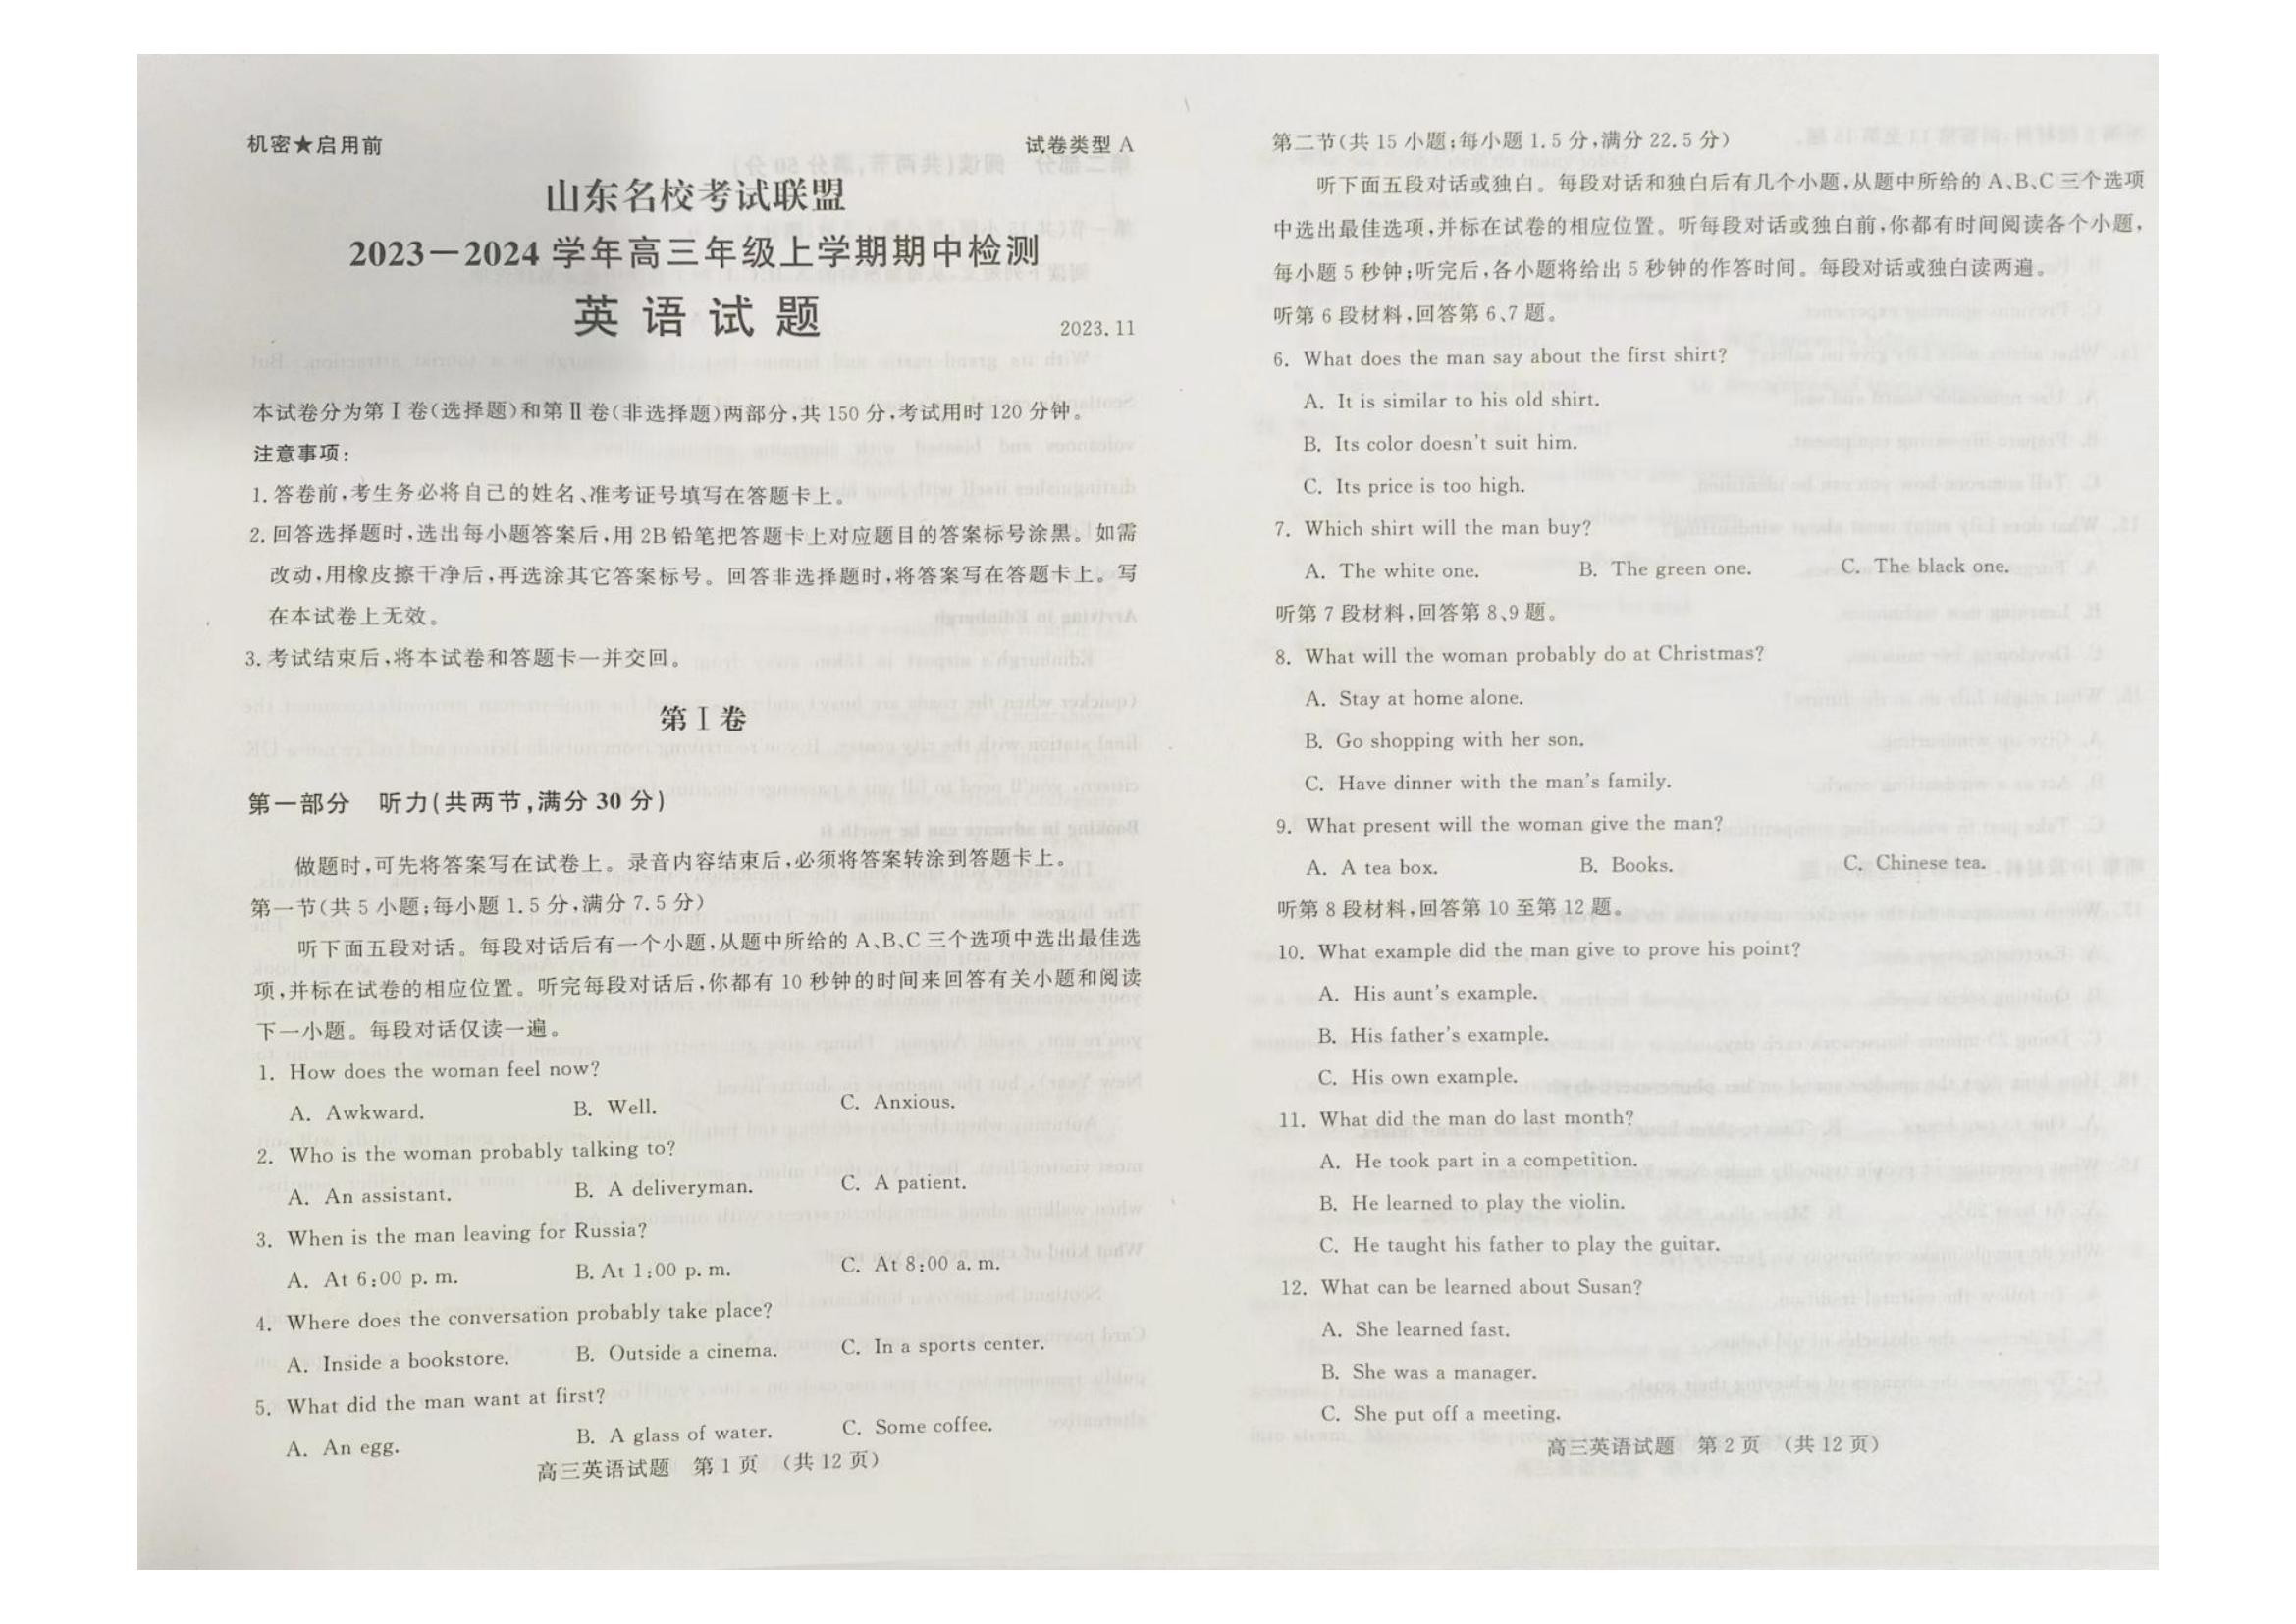 机密★启用前
试卷类型 A
山东名校考试联盟
2023－2024 学年高三年级上学期期中检测
英 语 试 题
2023.11
本试卷分为第Ⅰ卷(选择题)和第Ⅱ卷(非选择题)两部分,共 150 分,考试用时 120 分钟。
注意事项:
1.答卷前,考生务必将自己的姓名、准考证号填写在答题卡上。
2.回答选择题时,选出每小题答案后,用 2B 铅笔把答题卡上对应题目的答案标号涂黑。如需
改动,用橡皮擦干净后,再选涂其它答案标号。回答非选择题时,将答案写在答题卡上。写
在本试卷上无效。
3.考试结束后,将本试卷和答题卡一并交回。
第Ⅰ卷
第一部分 听力(共两节,满分 30 分)
做题时,可先将答案写在试卷上。录音内容结束后,必须将答案转涂到答题卡上。
第一节(共 5 小题;每小题 1.5 分,满分 7.5 分)
听下面五段对话。每段对话后有一个小题,从题中所给的 A、B、C 三个选项中选出最佳选
项,并标在试卷的相应位置。听完每段对话后,你都有 10 秒钟的时间来回答有关小题和阅读
下一小题。每段对话仅读一遍。
1. How does the woman feel now?
A. Awkward. B. Well. C. Anxious.
2. Who is the woman probably talking to?
A. An assistant. B. A deliveryman. C. A patient.
3. When is the man leaving for Russia?
A. At 6:00 p. m. B. At 1:00 p. m. C. At 8:00 a. m.
4. Where does the conversation probably take place?
A. Inside a bookstore. B. Outside a cinema. C. In a sports center.
5. What did the man want at first?
A. An egg. B. A glass of water. C. Some coffee.
高三英语试题 第 1 页 (共 12 页)
第二节(共 15 小题;每小题 1.5 分,满分 22.5 分)
听下面五段对话或独白。每段对话和独白后有几个小题,从题中所给的 A、B、C 三个选项
中选出最佳选项,并标在试卷的相应位置。听每段对话或独白前,你都有时间阅读各个小题,
每小题 5 秒钟;听完后,各小题将给出 5 秒钟的作答时间。每段对话或独白读两遍。
听第 6 段材料,回答第 6、7 题。
6. What does the man say about the first shirt?
A. It is similar to his old shirt.
B. Its color doesn't suit him.
C. Its price is too high.
7. Which shirt will the man buy?
A. The white one. B. The green one. C. The black one.
听第 7 段材料,回答第 8、9 题。
8. What will the woman probably do at Christmas?
A. Stay at home alone.
B. Go shopping with her son.
C. Have dinner with the man's family.
9. What present will the woman give the man?
A. A tea box. B. Books. C. Chinese tea.
听第 8 段材料,回答第 10 至第 12 题。
10. What example did the man give to prove his point?
A. His aunt's example.
B. His father's example.
C. His own example.
11. What did the man do last month?
A. He took part in a competition.
B. He learned to play the violin.
C. He taught his father to play the guitar.
12. What can be learned about Susan?
A. She learned fast.
B. She was a manager.
C. She put off a meeting.
高三英语试题 第 2 页 (共 12 页)